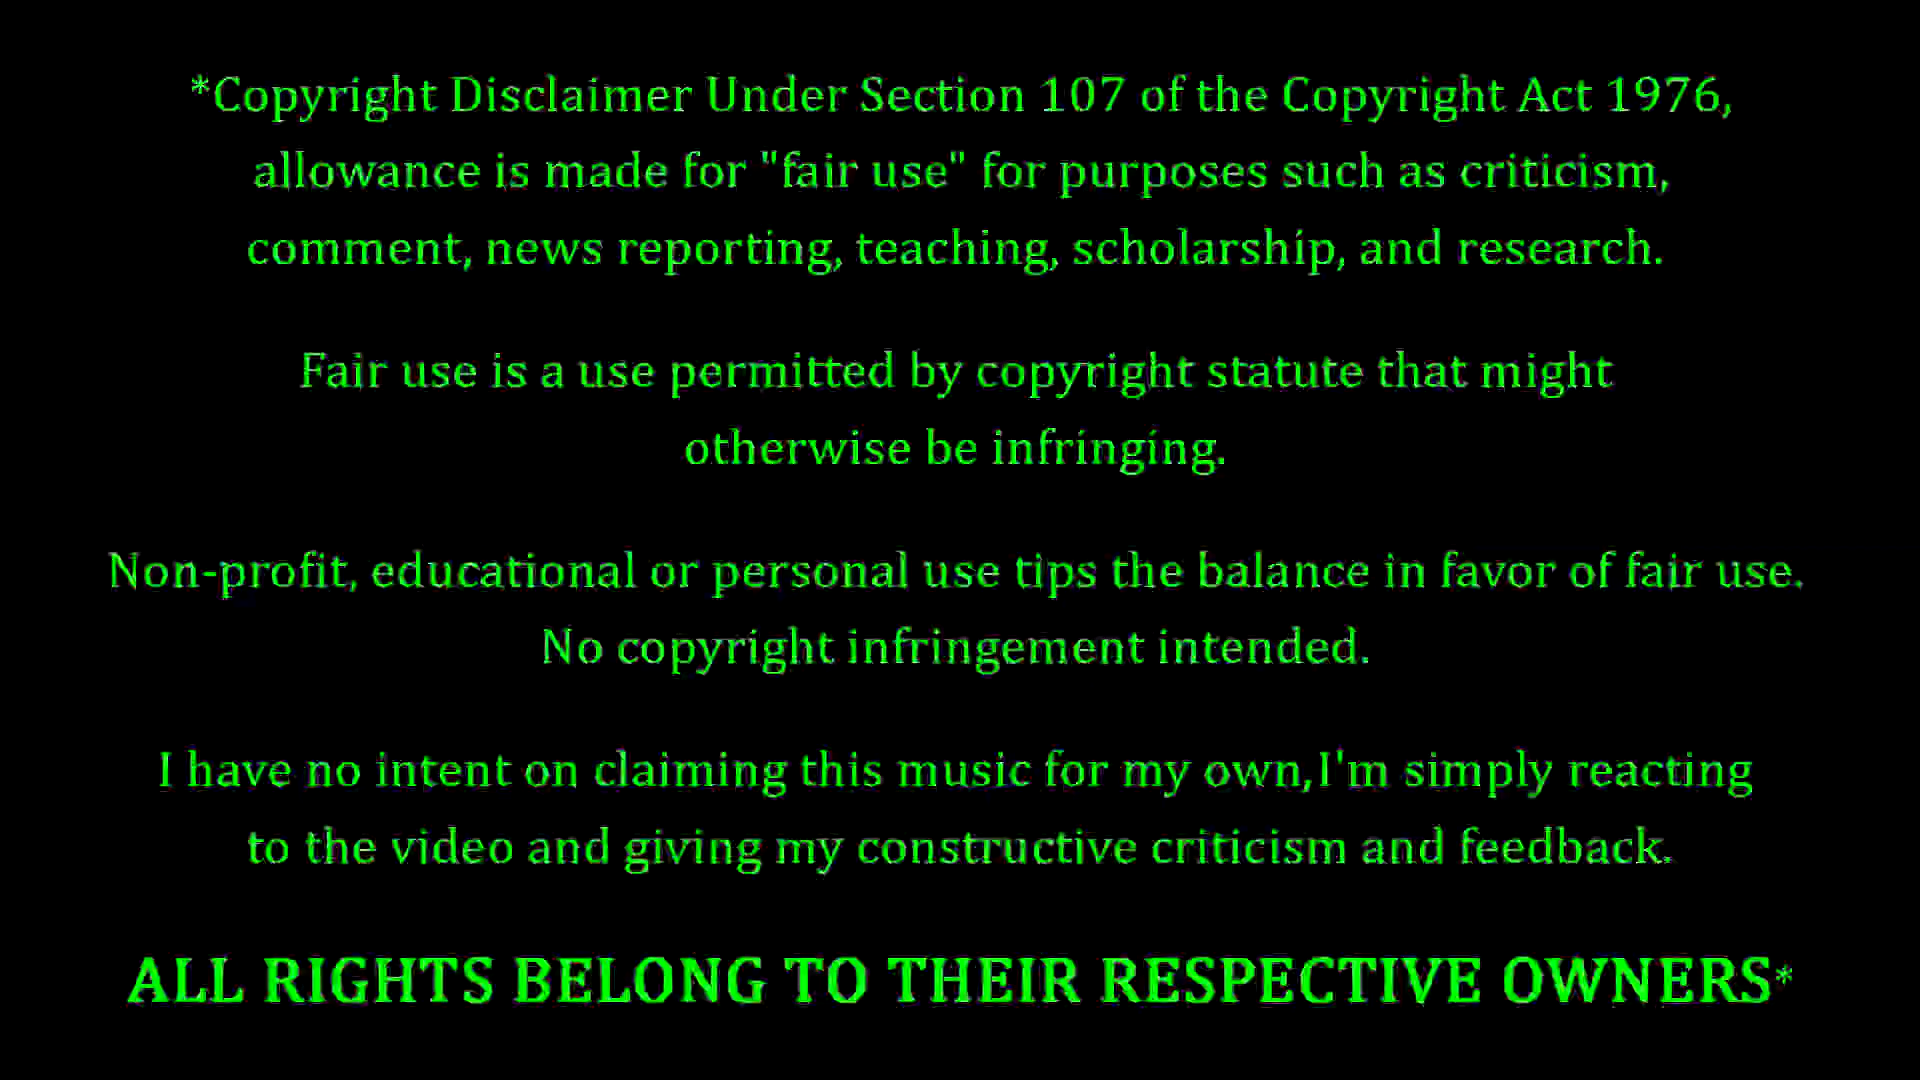 *Copyright Disclaimer Under Section 107 of the Copyright Act 1976,
allowance is made for "fair use" for purposes such as criticism,
comment, news reporting, teaching, scholarship, and research.
Fair use is a use permitted by copyright statute that might
otherwise be infringing.
Non-profit, educational or personal use tips the balance in favor of fair use.
No copyright infringement intended.
I have no intent on claiming this music for my own,I'm simply reacting
to the video and giving my constructive criticism and feedback.
ALL RIGHTS BELONG TO THEIR RESPECTIVE OWNERS*